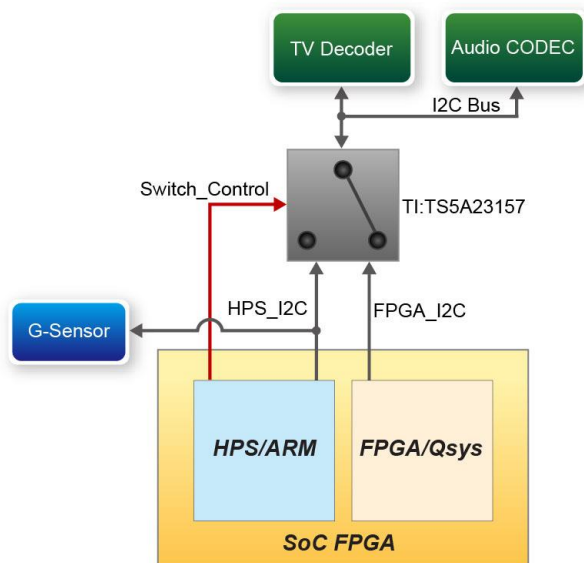 TV Decoder
Audio CODEC
I2C Bus
Switch_Control
TI:TS5A23157
HPS_I2C
FPGA_I2C
G-Sensor
HPS/ARM
FPGA/Qsys
SoC FPGA